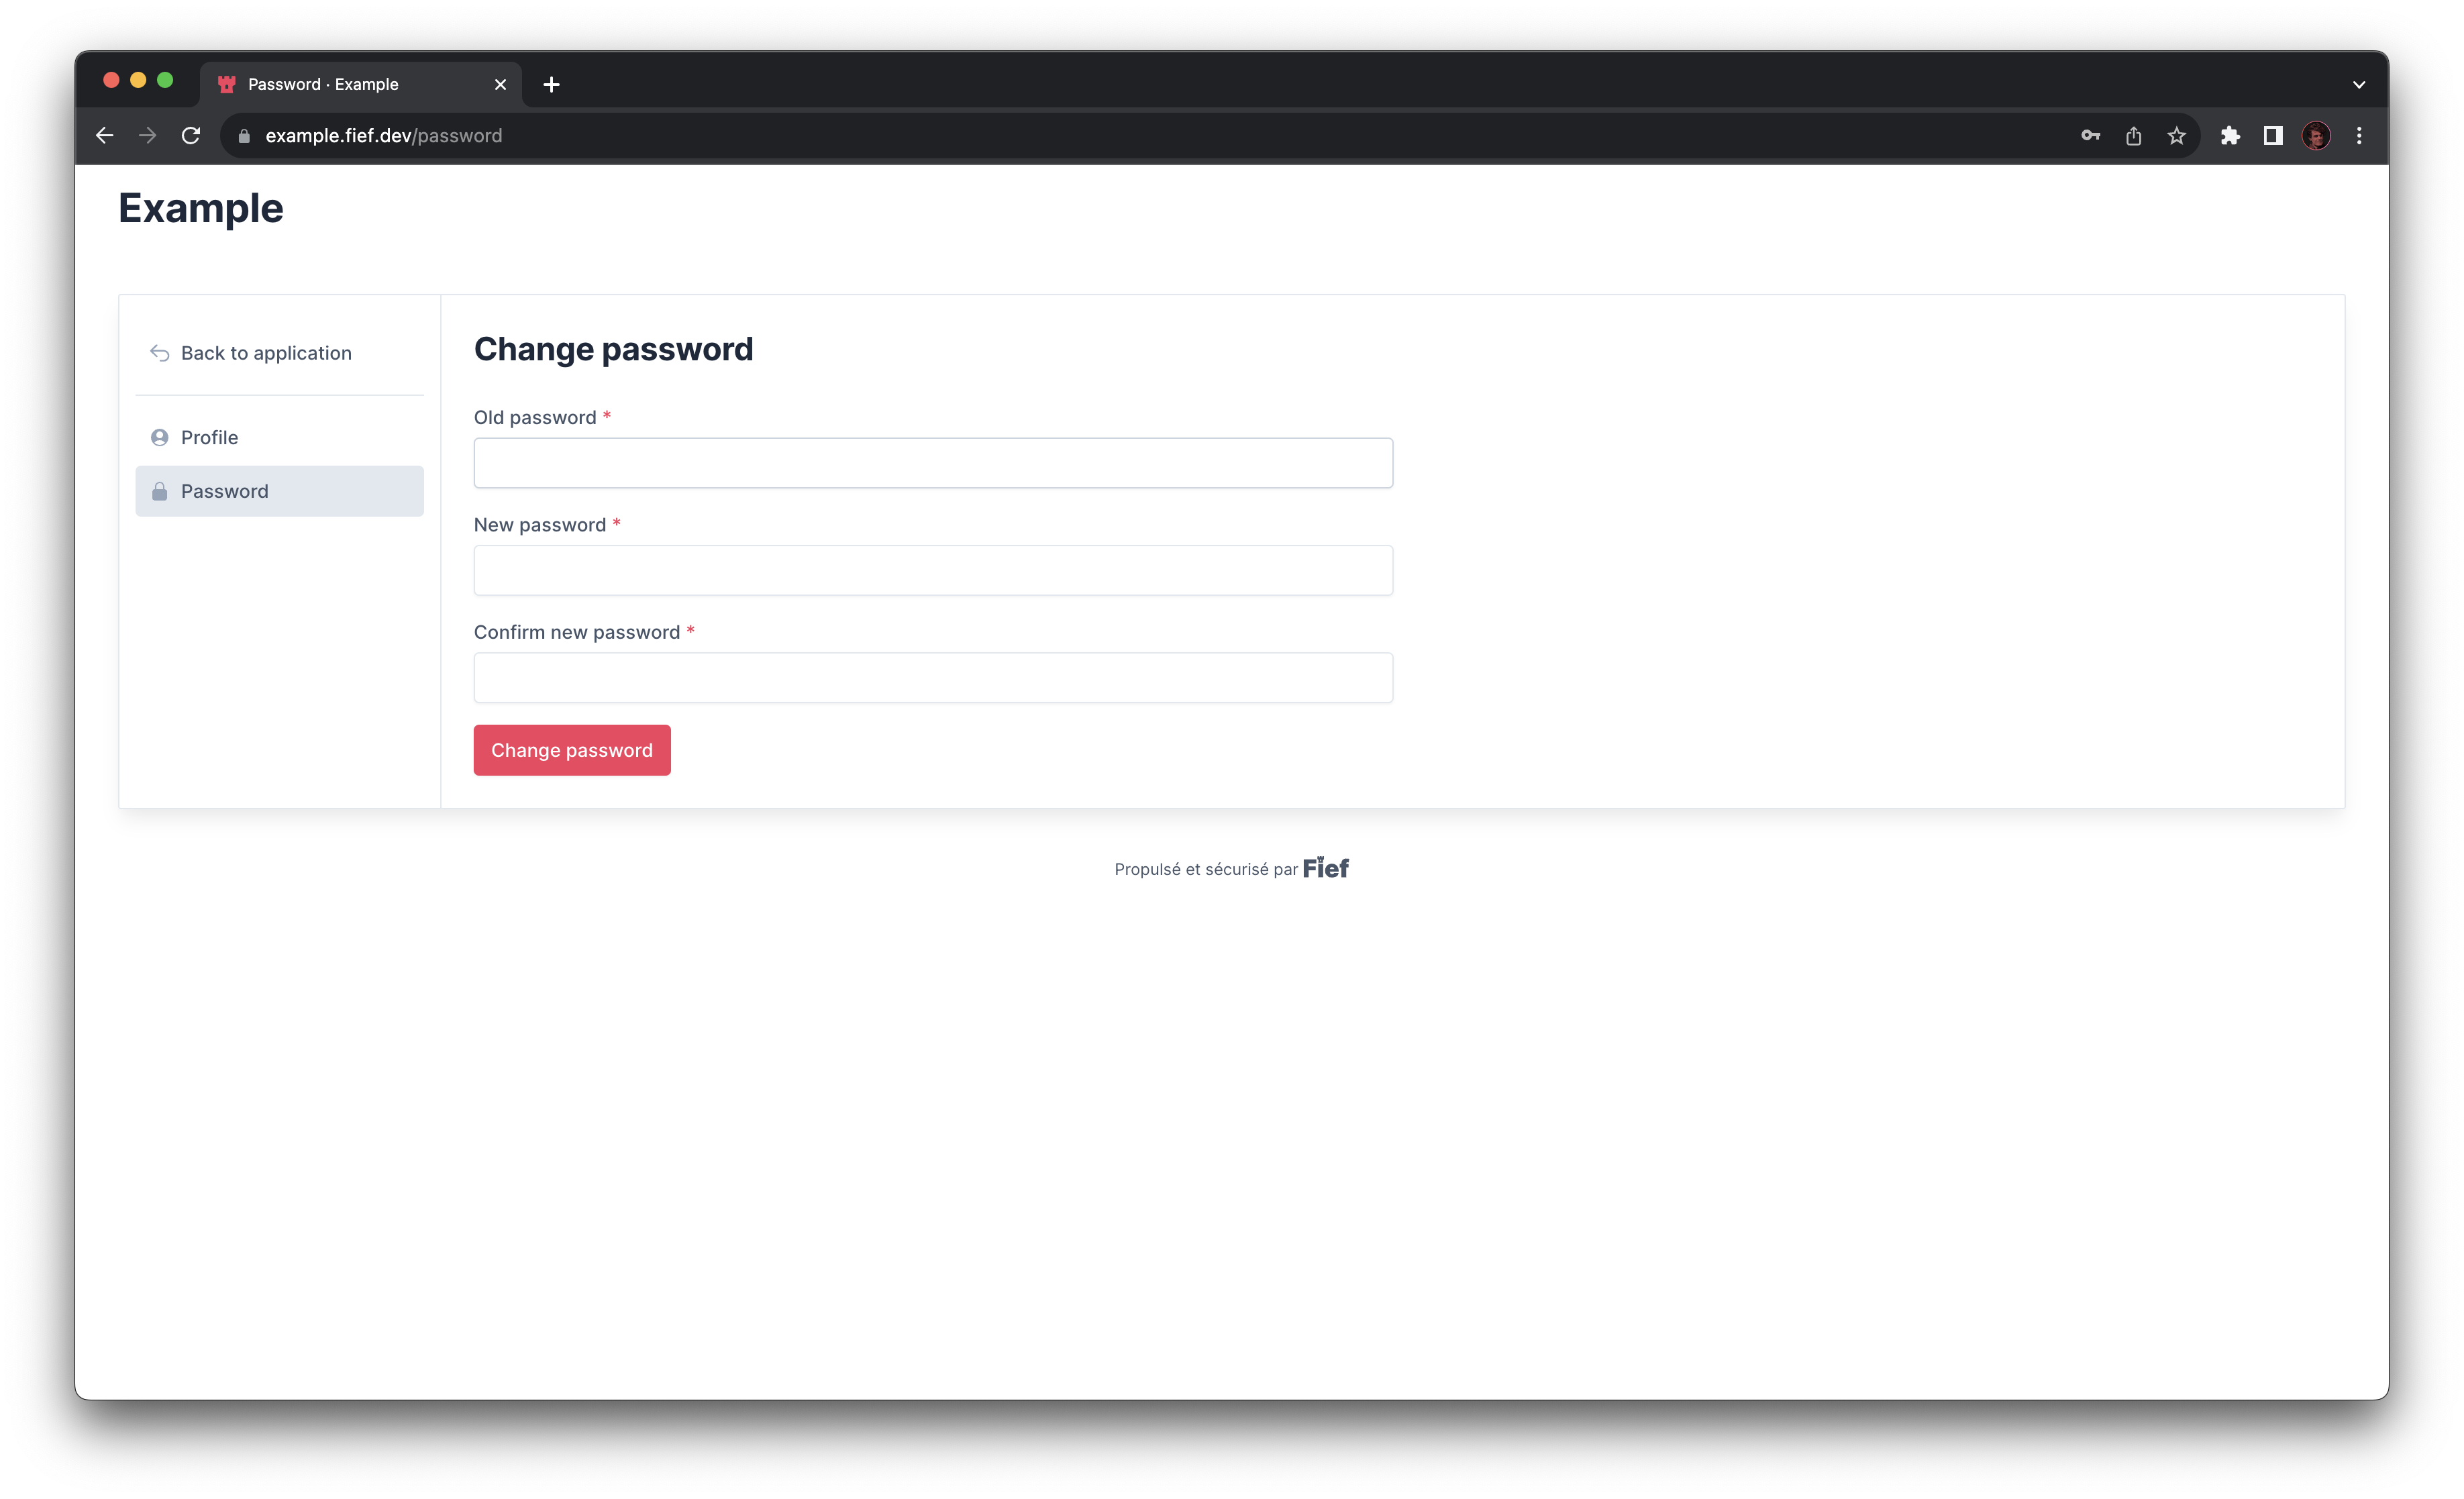 Password · Example
example.fief.dev/password
Example
Back to application
Profile
Password
Change password
Old password *
New password *
Confirm new password *
Change password
Propulsé et sécurisé par Fief